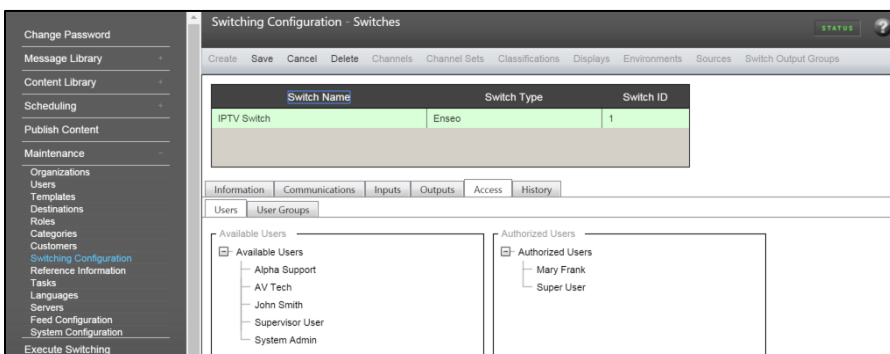 Switching Configuration - Switches
STATUS
?
Change Password
Message Library +
Content Library +
Scheduling +
Publish Content
Maintenance -
Organizations
Users
Templates
Destinations
Roles
Categories
Customers
Switching Configuration
Reference Information
Tasks
Languages
Servers
Feed Configuration
System Configuration
Execute Switching
Create Save Cancel Delete Channels Channel Sets Classifications Displays Environments Sources Switch Output Groups
Switch Name Switch Type Switch ID
IPTV Switch Enseo 1
Information Communications Inputs Outputs Access History
Users User Groups
Available Users
Available Users
Alpha Support
AV Tech
John Smith
Supervisor User
System Admin
Authorized Users
Authorized Users
Mary Frank
Super User